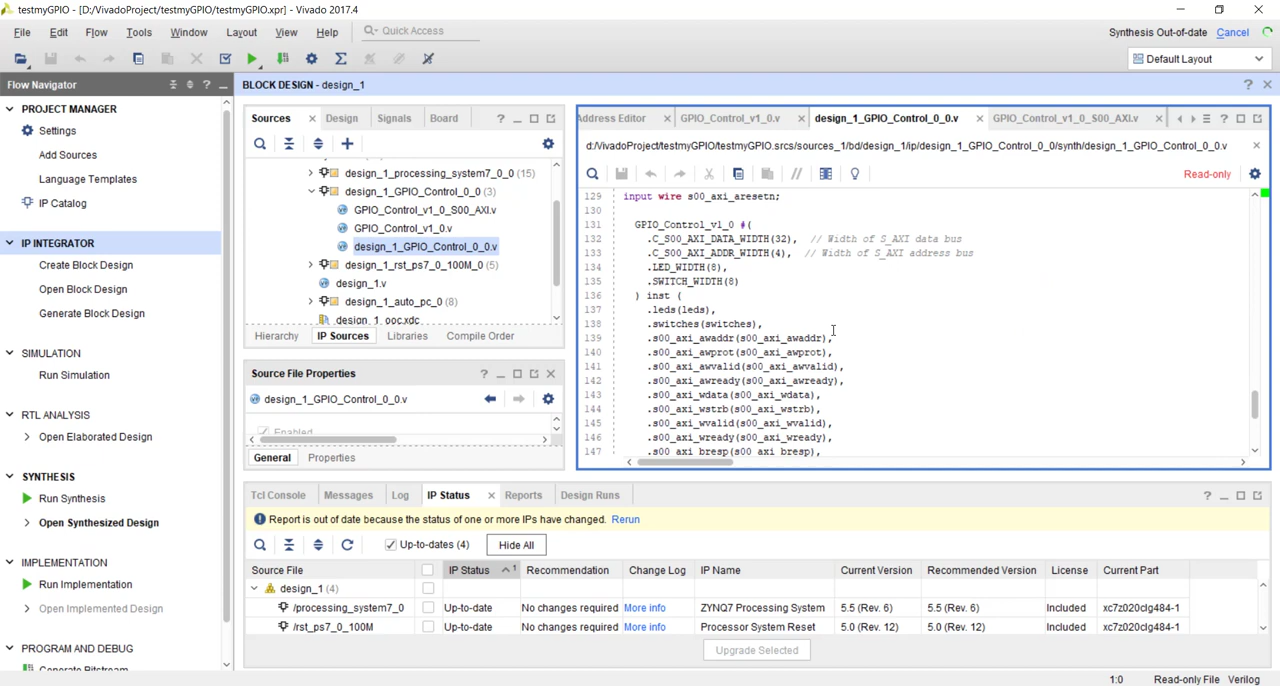 testmyGPIO - [D:/VivadoProject/testmyGPIO/testmyGPIO.xpr] - Vivado 2017.4
File Edit Flow Tools Window Layout View Help Quick Access
Synthesis Out-of-date Cancel
Default Layout
Flow Navigator
PROJECT MANAGER
Settings
Add Sources
Language Templates
IP Catalog
IP INTEGRATOR
Create Block Design
Open Block Design
Generate Block Design
SIMULATION
Run Simulation
RTL ANALYSIS
Open Elaborated Design
SYNTHESIS
Run Synthesis
Open Synthesized Design
IMPLEMENTATION
Run Implementation
Open Implemented Design
PROGRAM AND DEBUG
Generate Bitstream
BLOCK DESIGN - design_1
Sources Design Signals Board
design_1_processing_system7_0_0 (15)
design_1_GPIO_Control_0_0 (3)
GPIO_Control_v1_0_S00_AXI.v
GPIO_Control_v1_0.v
design_1_GPIO_Control_0_0.v
design_1_rst_ps7_0_100M_0 (5)
design_1.v
design_1_auto_pc_0 (8)
design_1_ooc.xdc
Hierarchy IP Sources Libraries Compile Order
Source File Properties
design_1_GPIO_Control_0_0.v
Enabled
General Properties
Address Editor GPIO_Control_v1_0.v design_1_GPIO_Control_0_0.v GPIO_Control_v1_0_S00_AXI.v
d:/VivadoProject/testmyGPIO/testmyGPIO.srcs/sources_1/bd/design_1/ip/design_1_GPIO_Control_0_0/synth/design_1_GPIO_Control_0_0.v
Read-only
129 input wire s00_axi_aresetn;
130
131 GPIO_Control_v1_0 #(
132 .C_S00_AXI_DATA_WIDTH(32), // Width of S_AXI data bus
133 .C_S00_AXI_ADDR_WIDTH(4), // Width of S_AXI address bus
134 .LED_WIDTH(8),
135 .SWITCH_WIDTH(8)
136 ) inst (
137 .leds(leds),
138 .switches(switches),
139 .s00_axi_awaddr(s00_axi_awaddr),
140 .s00_axi_awprot(s00_axi_awprot),
141 .s00_axi_awvalid(s00_axi_awvalid),
142 .s00_axi_awready(s00_axi_awready),
143 .s00_axi_wdata(s00_axi_wdata),
144 .s00_axi_wstrb(s00_axi_wstrb),
145 .s00_axi_wvalid(s00_axi_wvalid),
146 .s00_axi_wready(s00_axi_wready),
147 .s00_axi_bresp(s00_axi_bresp),
Tcl Console Messages Log IP Status Reports Design Runs
Report is out of date because the status of one or more IPs have changed. Rerun
Up-to-dates (4) Hide All
Source File IP Status 1 Recommendation Change Log IP Name Current Version Recommended Version License Current Part
design_1 (4)
/processing_system7_0 Up-to-date No changes required More info ZYNQ7 Processing System 5.5 (Rev. 6) 5.5 (Rev. 6) Included xc7z020clg484-1
/rst_ps7_0_100M Up-to-date No changes required More info Processor System Reset 5.0 (Rev. 12) 5.0 (Rev. 12) Included xc7z020clg484-1
Upgrade Selected
1:0 Read-only File Verilog